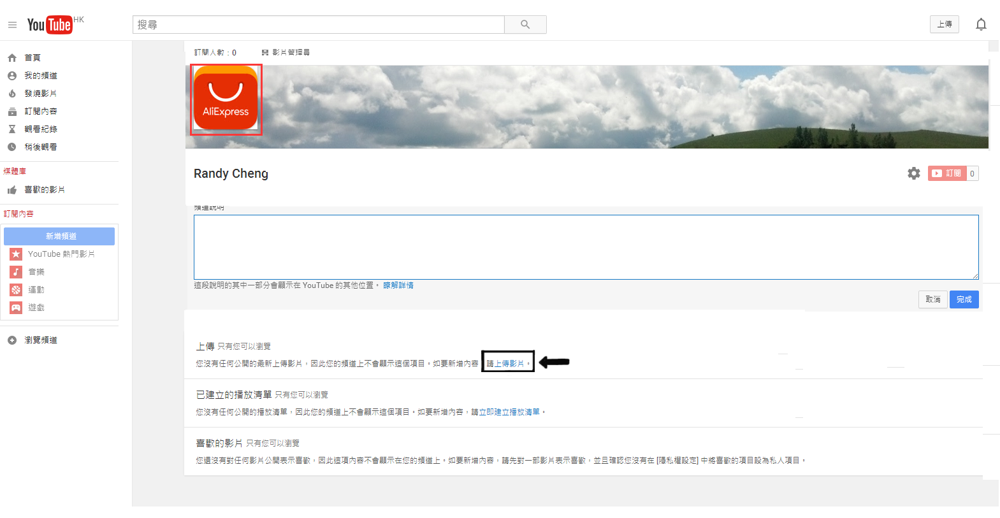 YouTube HK
搜尋
上傳
首頁
我的頻道
發燒影片
訂閱內容
觀看紀錄
稍後觀看
媒體庫
喜歡的影片
訂閱內容
新增頻道
YouTube 熱門影片
音樂
運動
遊戲
瀏覽頻道
訂閱人數：0 影片管理員
AliExpress
Randy Cheng
訂閱 0
頻道說明
這段說明的其中一部分會顯示在 YouTube 的其他位置。 瞭解詳情
取消 完成
上傳 只有您可以瀏覽
您沒有任何公開的最新上傳影片，因此您的頻道上不會顯示這個項目。如要新增內容 請上傳影片。
已建立的播放清單 只有您可以瀏覽
您沒有任何公開的播放清單，因此您的頻道上不會顯示這個項目。如要新增內容，請立即建立播放清單。
喜歡的影片 只有您可以瀏覽
您還沒有對任何影片公開表示喜歡，因此這項內容不會顯示在您的頻道上。如要新增內容，請先對一部影片表示喜歡，並且確認您沒有在 [隱私權設定] 中將喜歡的項目設為私人項目。